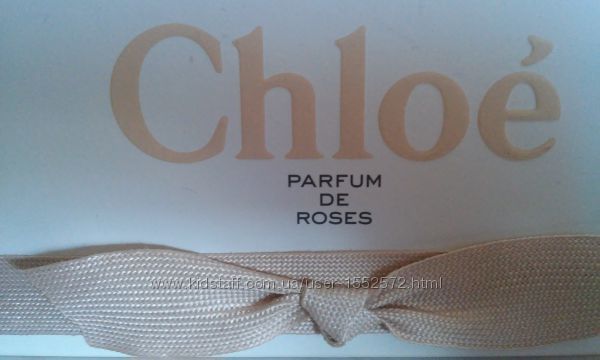 Chloé
PARFUM
DE
ROSES
www.kidstaff.com.ua/user-1552572.html